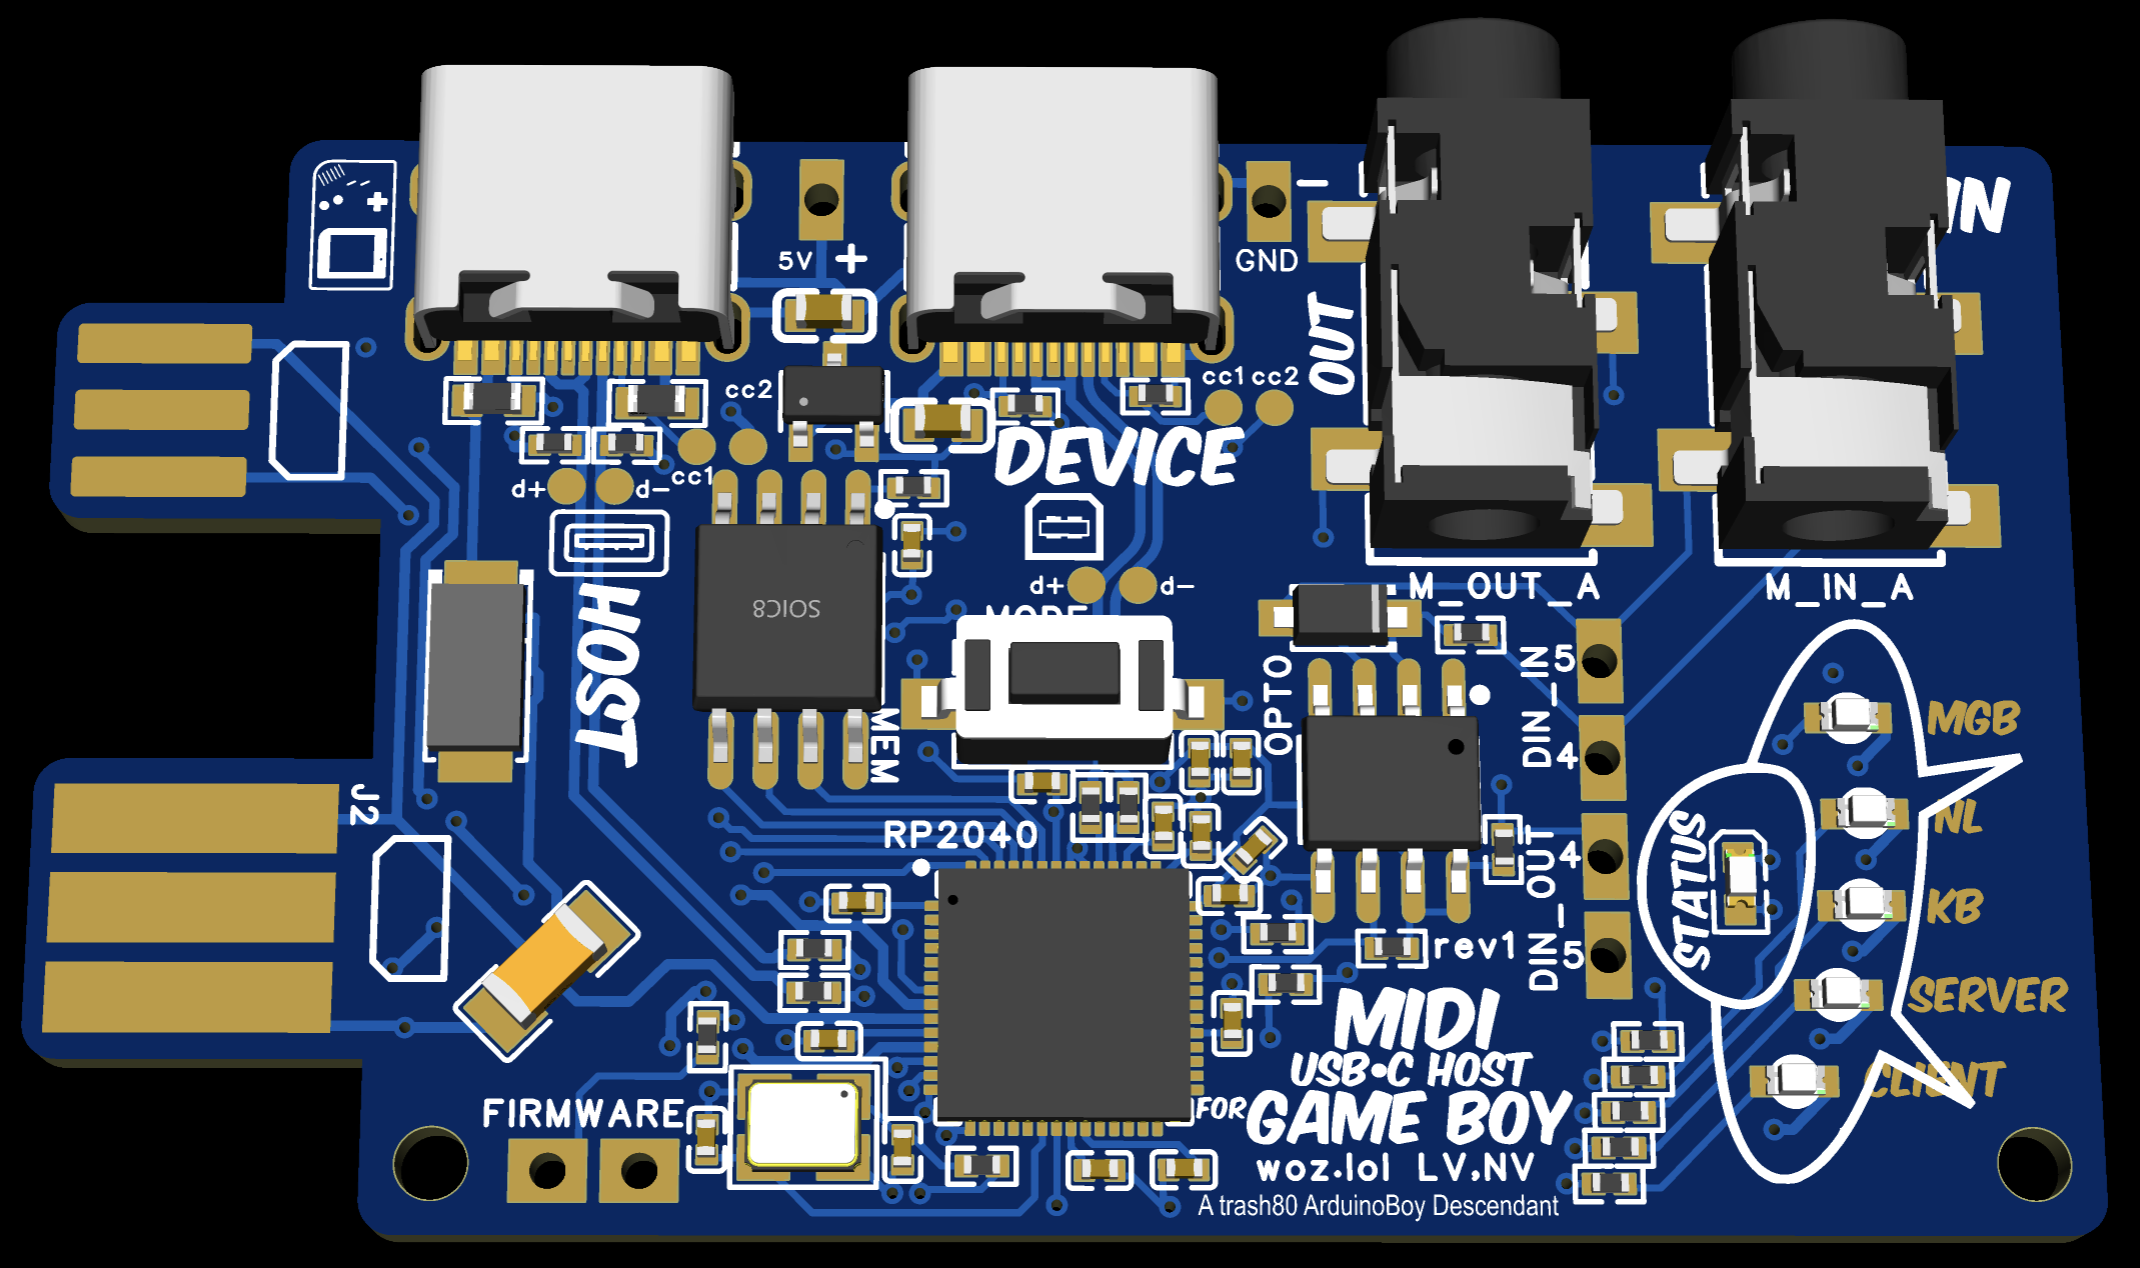 IN
5V +
GND −
OUT
cc2
cc1 cc2
DEVICE
cc1
d+ d-
d+ d-
M_OUT_A
M_IN_A
HOST
SOIC8
MODE
MEM
OPTO
DIN_IN
5
4
MGB
J2
NL
RP2040
STATUS
DIN_OUT
4
5
KB
rev1
SERVER
MIDI
USB•C HOST
FOR GAME BOY
CLIENT
FIRMWARE
woz.lol LV,NV
A trash80 ArduinoBoy Descendant